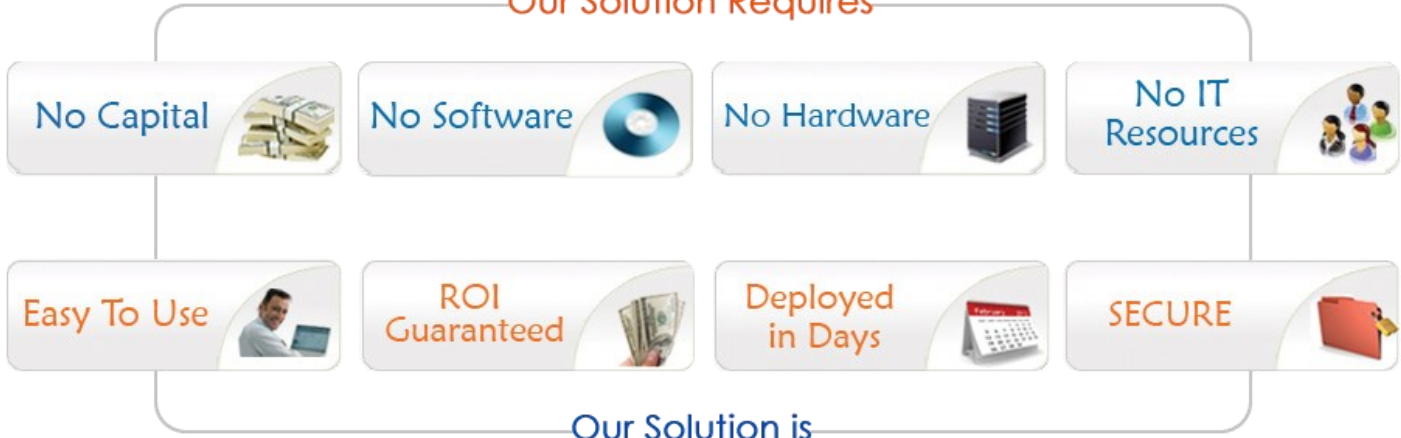 Our Solution Requires
No Capital
No Software
No Hardware
No IT
Resources
Easy To Use
ROI
Guaranteed
Deployed
in Days
SECURE
Our Solution is